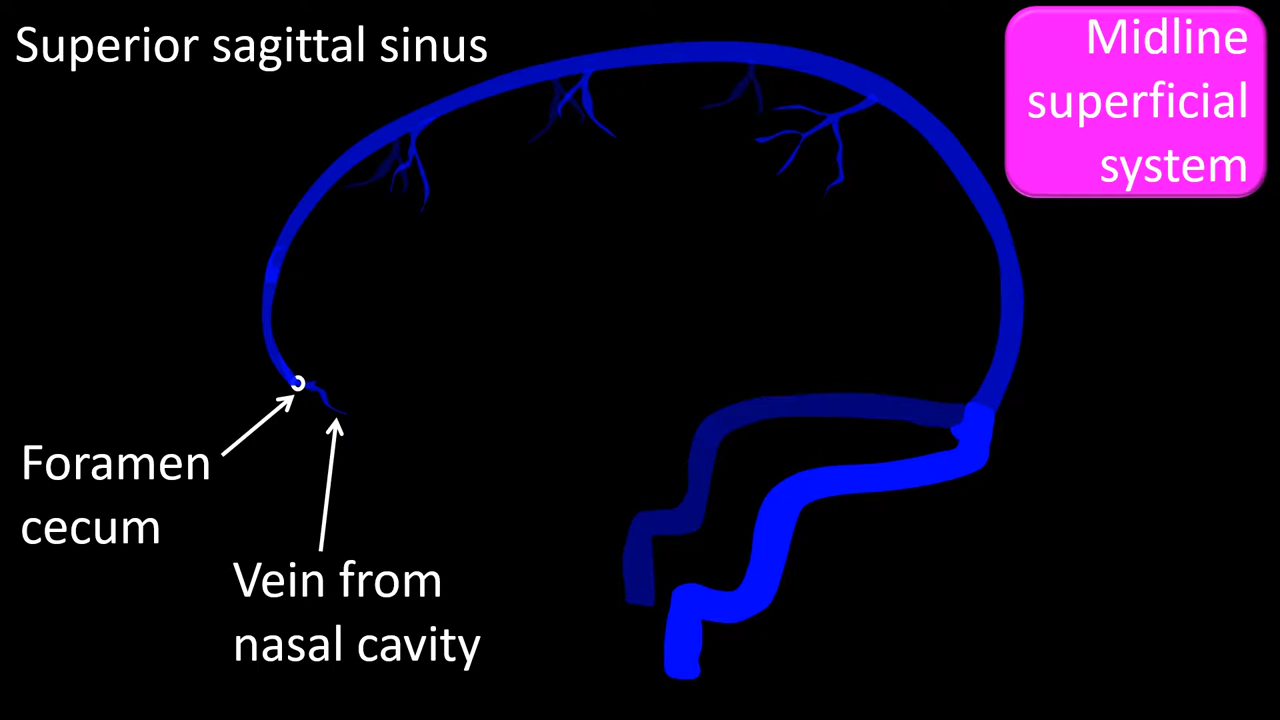 Superior sagittal sinus
Midline
superficial
system
Foramen
cecum
Vein from
nasal cavity